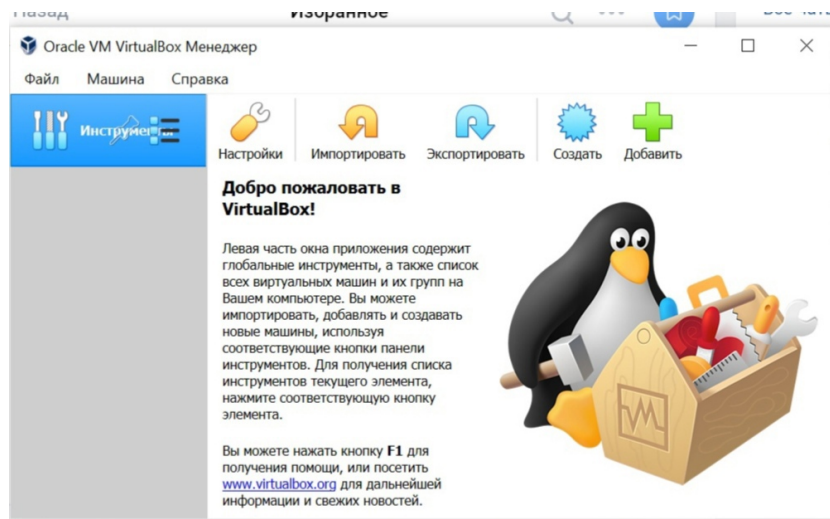 Назад
Избранное
Oracle VM VirtualBox Менеджер
Файл Машина Справка
Инструменты
Настройки Импортировать Экспортировать Создать Добавить
Добро пожаловать в
VirtualBox!
Левая часть окна приложения содержит
глобальные инструменты, а также список
всех виртуальных машин и их групп на
Вашем компьютере. Вы можете
импортировать, добавлять и создавать
новые машины, используя
соответствующие кнопки панели
инструментов. Для получения списка
инструментов текущего элемента,
нажмите соответствующую кнопку
элемента.
Вы можете нажать кнопку F1 для
получения помощи, или посетить
www.virtualbox.org для дальнейшей
информации и свежих новостей.